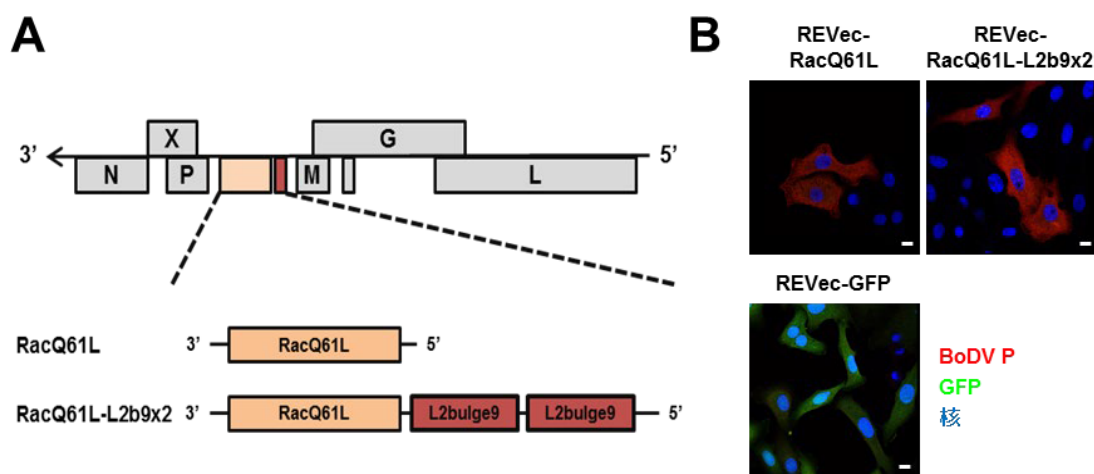 A
X
G
3’
5’
N
P
M
L
RacQ61L
3’
RacQ61L
5’
RacQ61L-L2b9x2
3’
RacQ61L
L2bulge9
L2bulge9
5’
B
REVec-
RacQ61L
REVec-
RacQ61L-L2b9x2
REVec-GFP
BoDV P
GFP
核